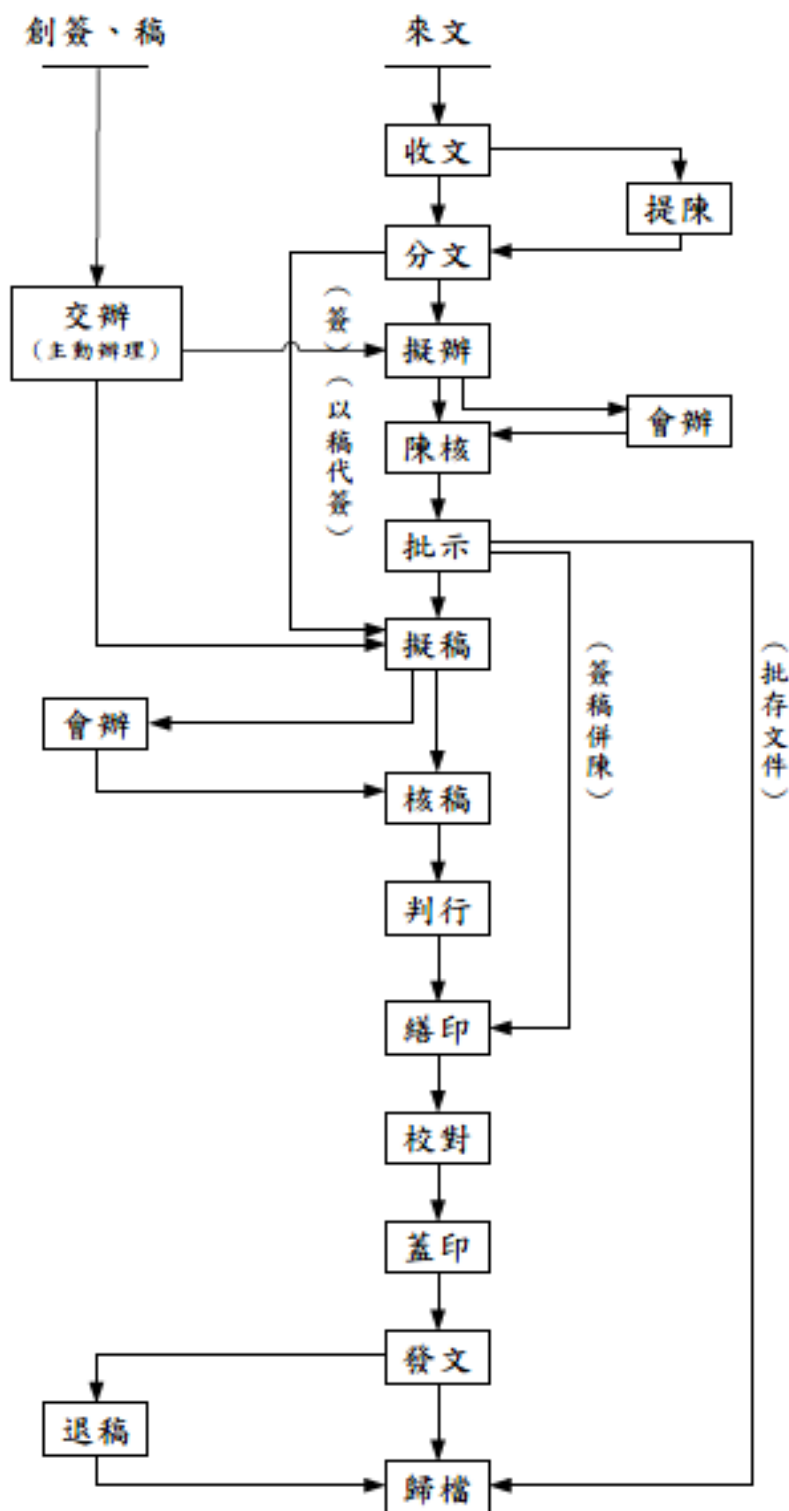 創簽、稿
來文
收文
提陳
分文
交辦
（主動辦理）
（簽）
擬辦
（以稿代簽）
會辦
陳核
批示
擬稿
（簽稿併陳）
（批存文件）
會辦
核稿
判行
繕印
校對
蓋印
發文
退稿
歸檔